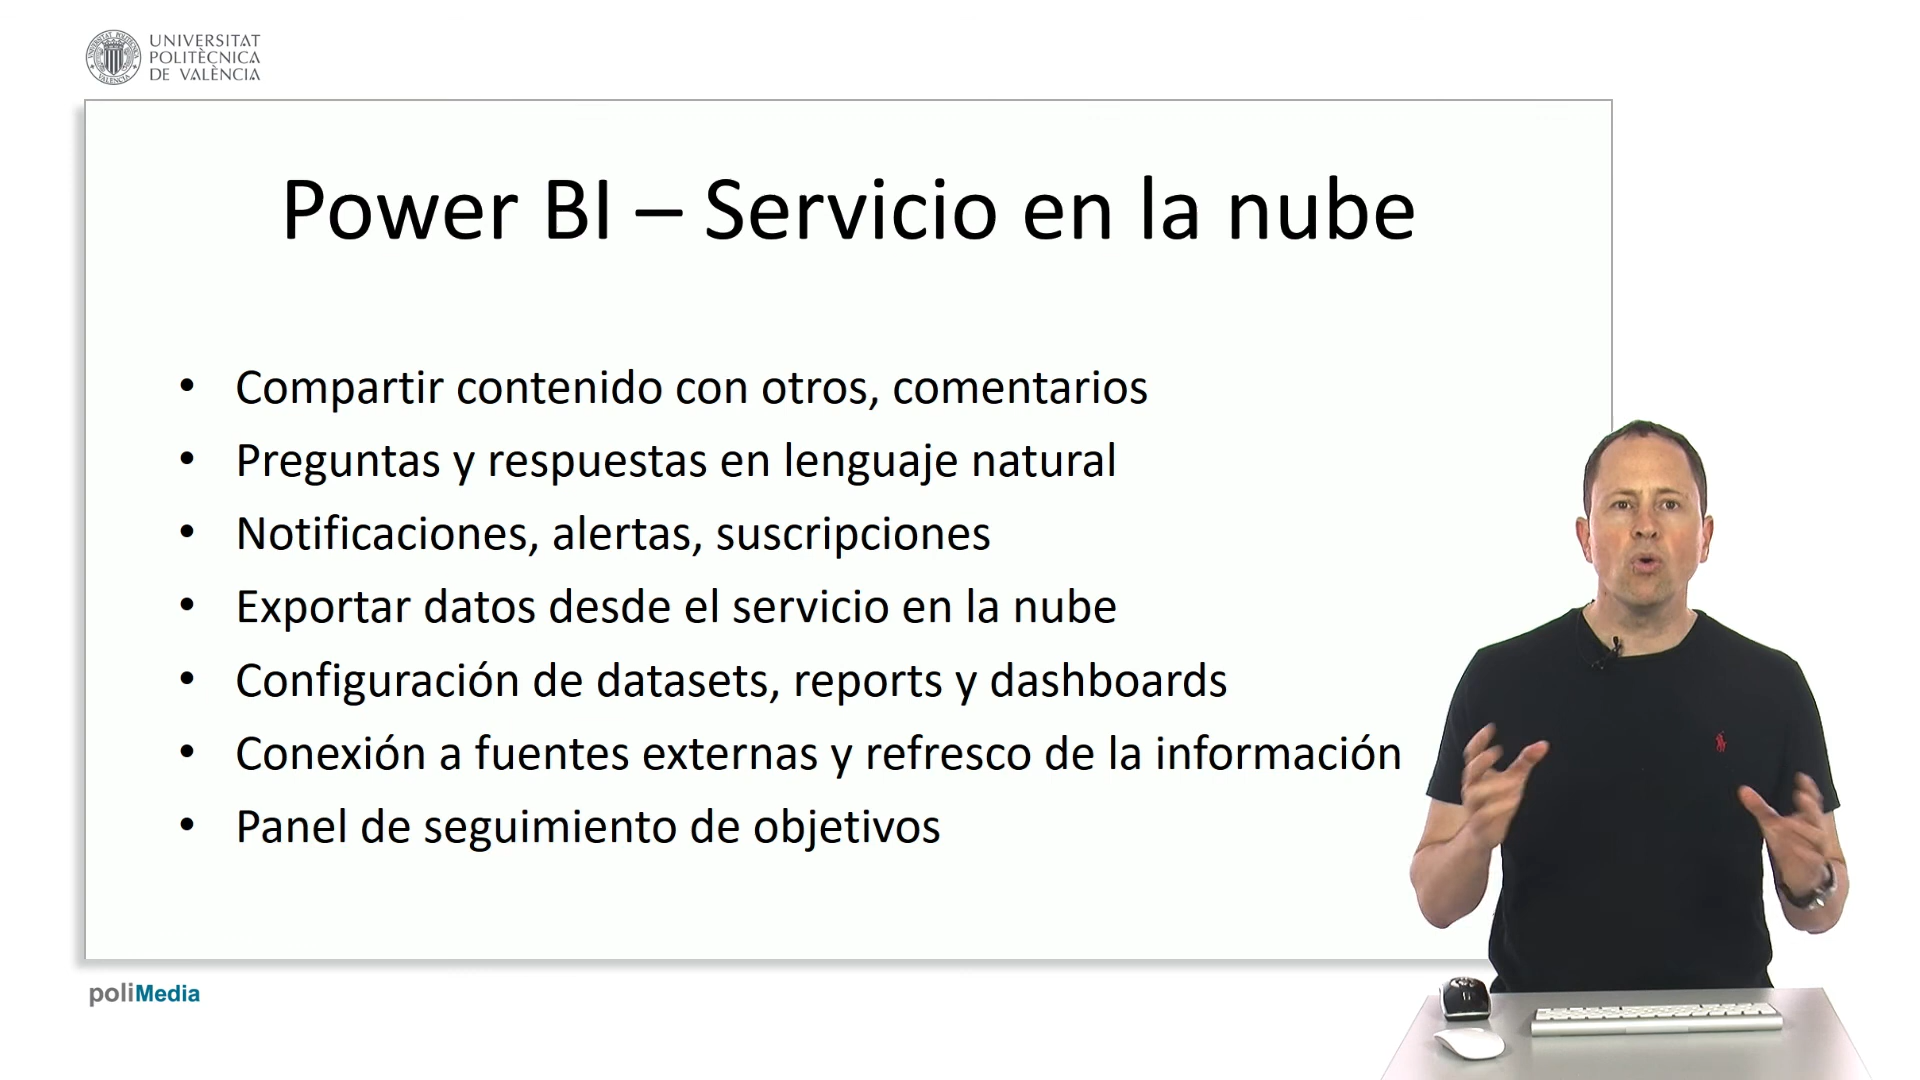 UNIVERSITAT
POLITÈCNICA
DE VALÈNCIA
Power BI – Servicio en la nube
• Compartir contenido con otros, comentarios
• Preguntas y respuestas en lenguaje natural
• Notificaciones, alertas, suscripciones
• Exportar datos desde el servicio en la nube
• Configuración de datasets, reports y dashboards
• Conexión a fuentes externas y refresco de la información
• Panel de seguimiento de objetivos
poliMedia